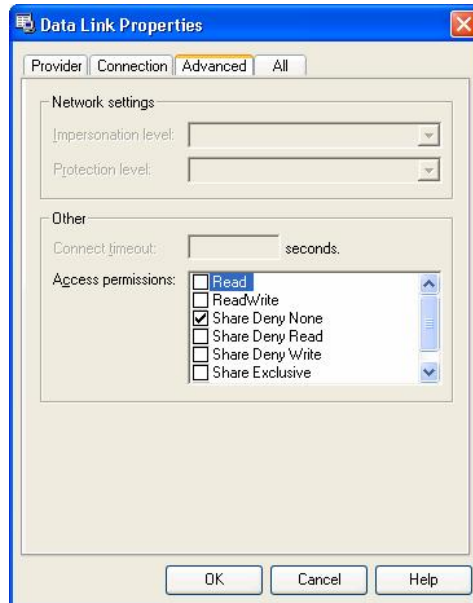 Data Link Properties
Provider Connection Advanced All
Network settings
Impersonation level:
Protection level:
Other
Connect timeout: seconds.
Access permissions: Read
ReadWrite
Share Deny None
Share Deny Read
Share Deny Write
Share Exclusive
OK Cancel Help